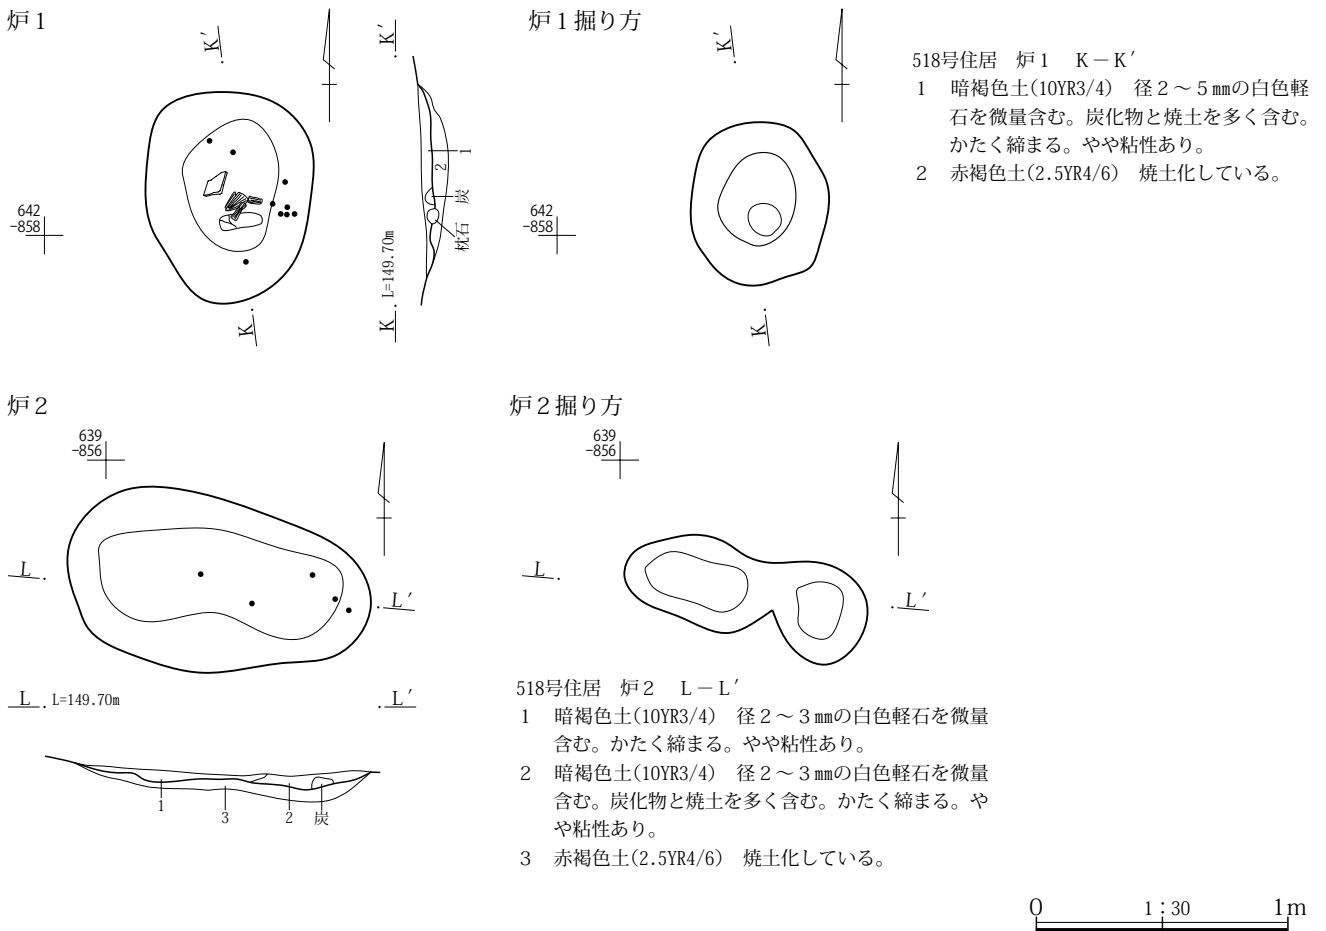 炉１
K′
K′
642
-858
1
2
炭
枕石
K
K
L=149.70m
炉１掘り方
K′
642
-858
K
518号住居　炉１　K－K′
１　暗褐色土(10YR3/4)　径２～５㎜の白色軽
石を微量含む。炭化物と焼土を多く含む。
かたく締まる。やや粘性あり。
２　赤褐色土(2.5YR4/6)　焼土化している。
炉２
639
-856
L
L′
L
L=149.70m
L′
1
3
2
炭
炉２掘り方
639
-856
L
L′
518号住居　炉２　L－L′
１　暗褐色土(10YR3/4)　径２～３㎜の白色軽石を微量
含む。かたく締まる。やや粘性あり。
２　暗褐色土(10YR3/4)　径２～３㎜の白色軽石を微量
含む。炭化物と焼土を多く含む。かたく締まる。や
や粘性あり。
３　赤褐色土(2.5YR4/6)　焼土化している。
0
1：30
1m